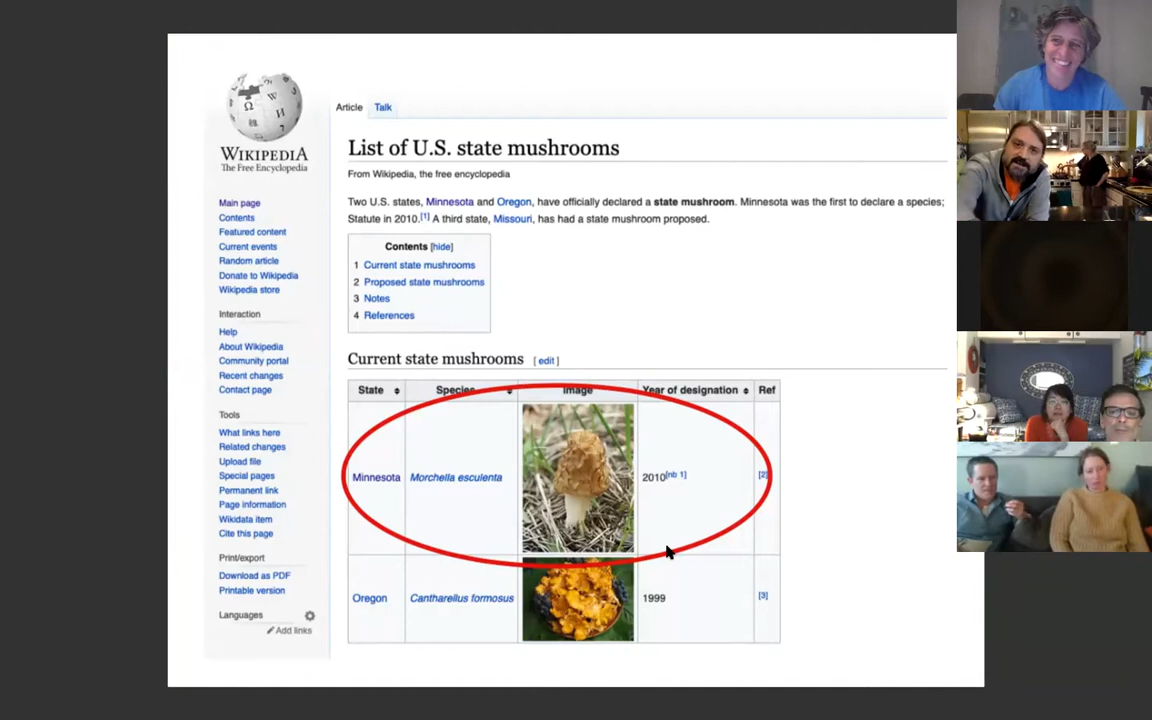 WIKIPEDIA
The Free Encyclopedia
Main page
Contents
Featured content
Current events
Random article
Donate to Wikipedia
Wikipedia store
Interaction
Help
About Wikipedia
Community portal
Recent changes
Contact page
Tools
What links here
Related changes
Upload file
Special pages
Permanent link
Page information
Wikidata item
Cite this page
Print/export
Download as PDF
Printable version
Languages
Add links
Article Talk
List of U.S. state mushrooms
From Wikipedia, the free encyclopedia
Two U.S. states, Minnesota and Oregon, have officially declared a state mushroom. Minnesota was the first to declare a species;
Statute in 2010.[1] A third state, Missouri, has had a state mushroom proposed.
Contents [hide]
1 Current state mushrooms
2 Proposed state mushrooms
3 Notes
4 References
Current state mushrooms [ edit ]
State Species Image Year of designation Ref
Minnesota Morchella esculenta 2010[nb 1] [2]
Oregon Cantharellus formosus 1999 [3]